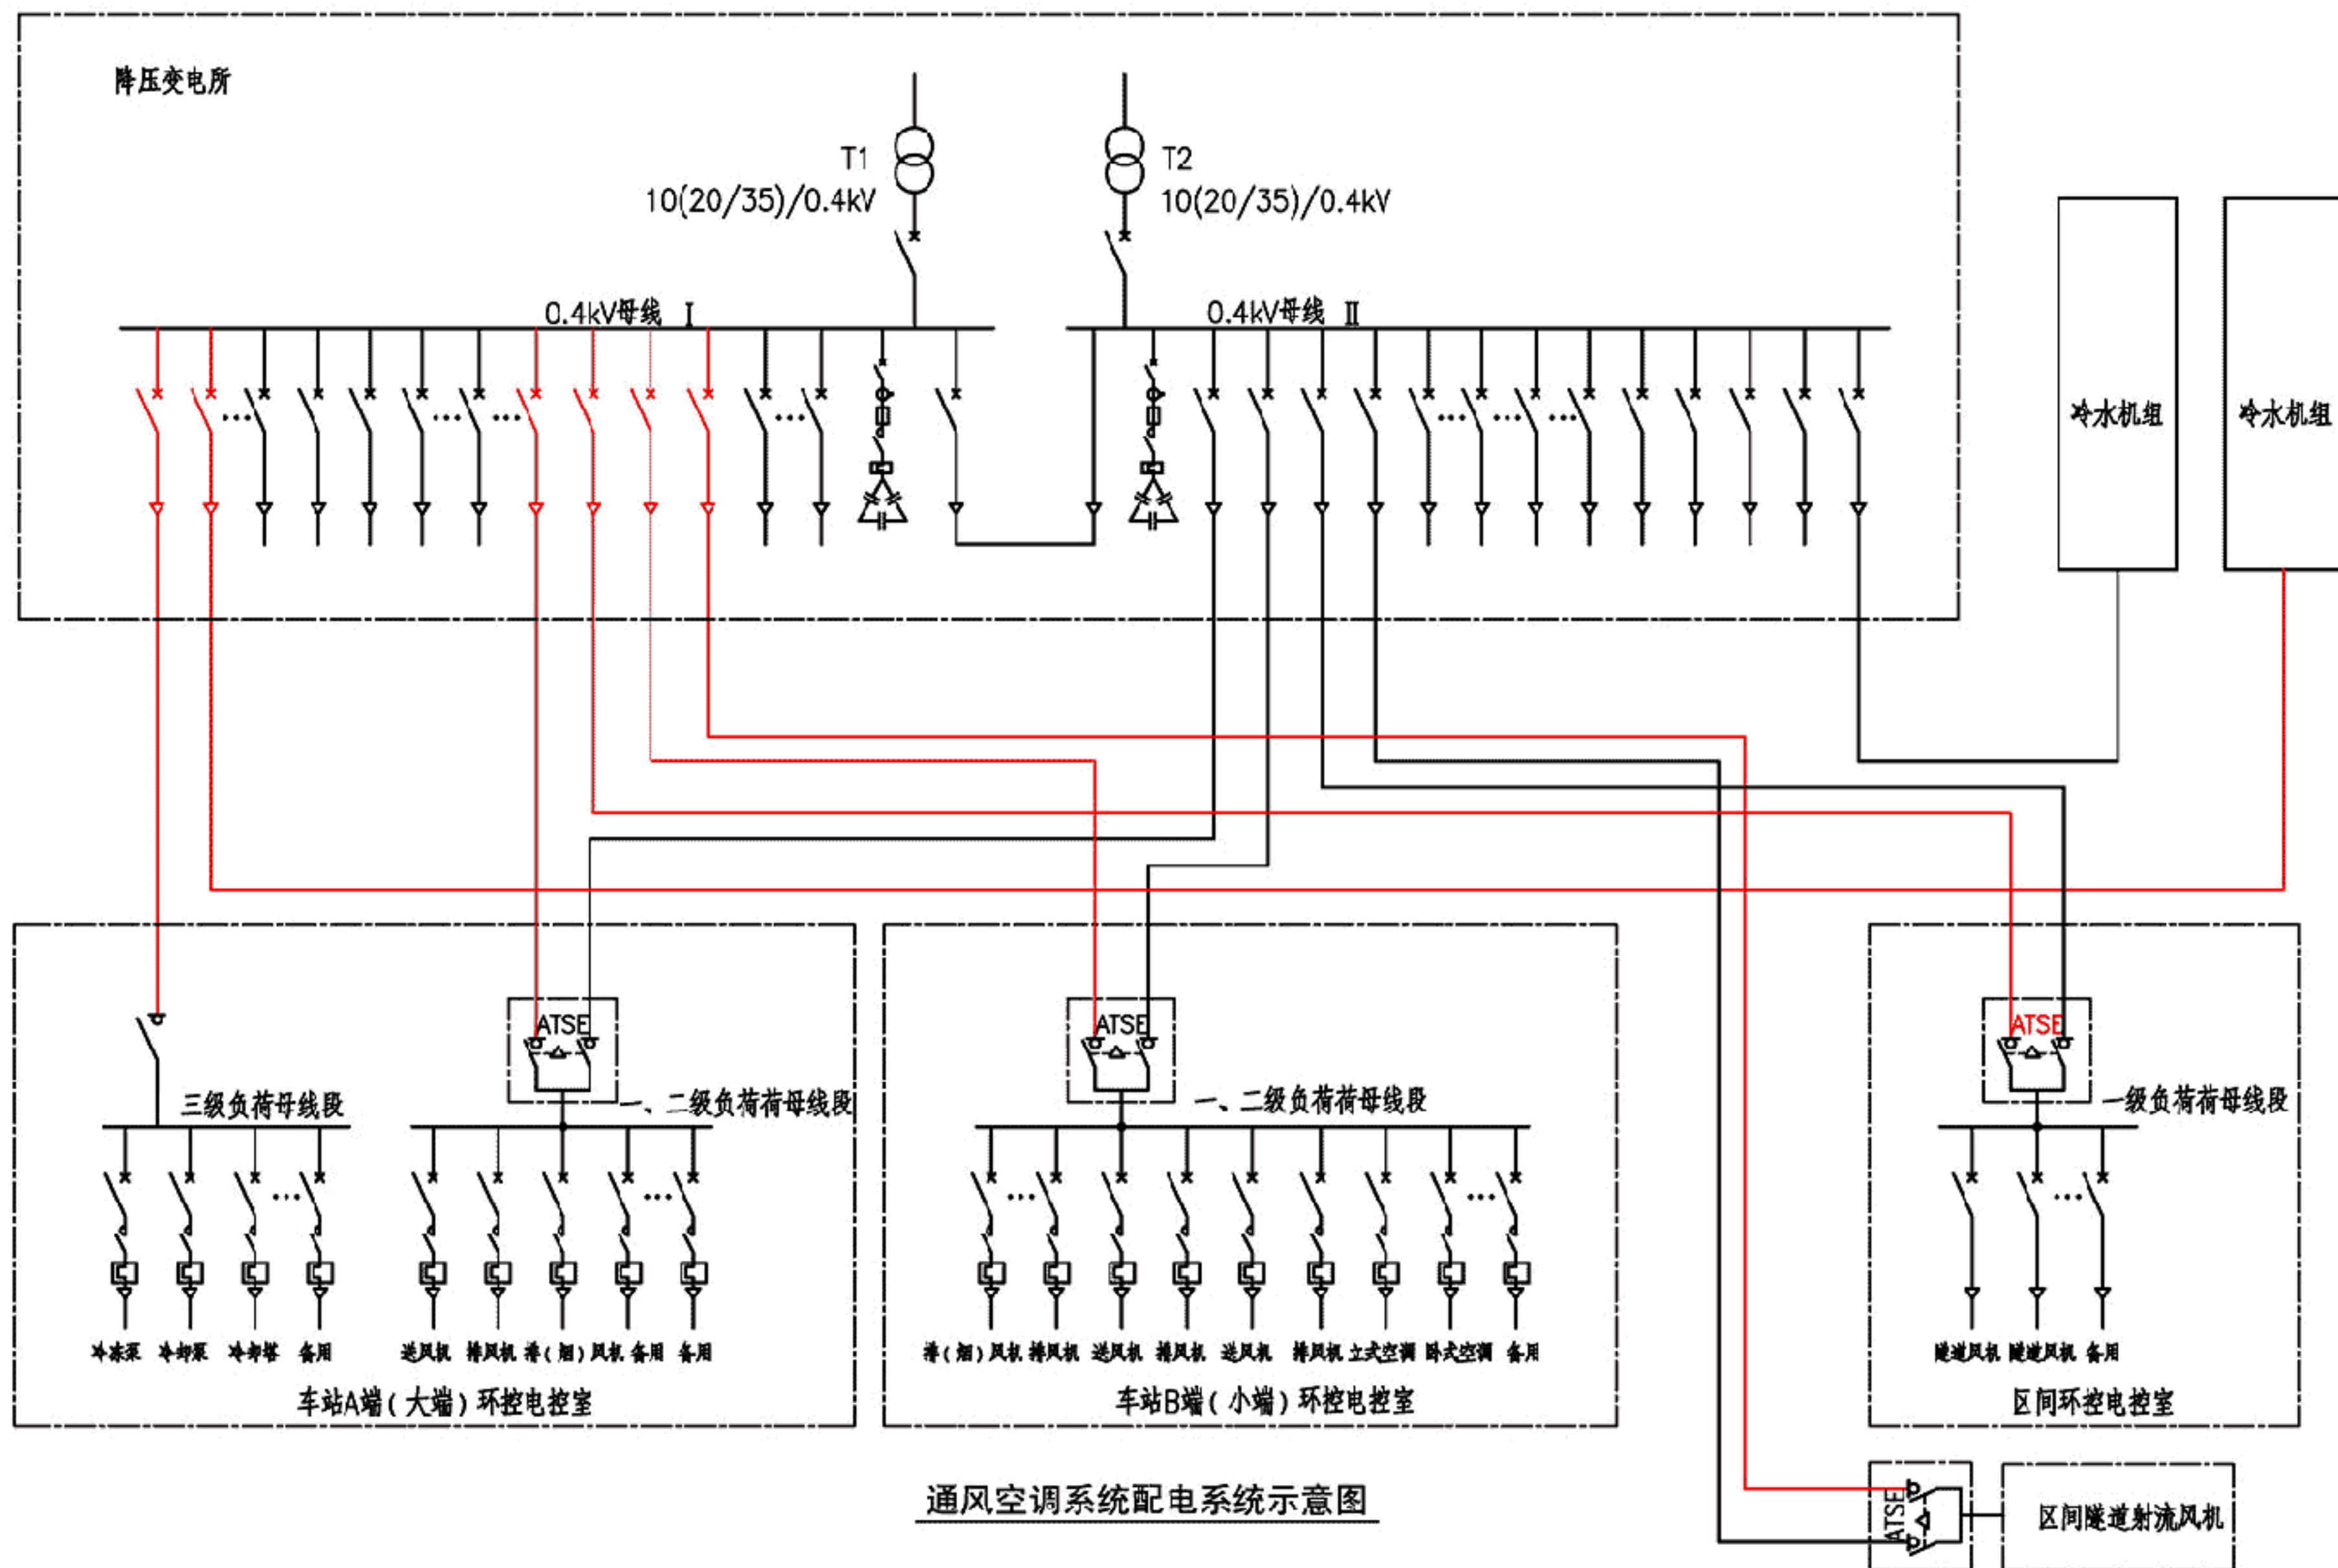 降压变电所
T1
10(20/35)/0.4kV
T2
10(20/35)/0.4kV
0.4kV母线 Ⅰ
0.4kV母线 Ⅱ
冷水机组
冷水机组
ATSE
ATSE
ATSE
三级负荷母线段
一、二级负荷荷母线段
一、二级负荷荷母线段
一级负荷荷母线段
冷冻泵 冷却泵 冷却塔 备用
送风机 排风机 排(烟)风机 备用 备用
排(烟)风机 排风机 送风机 排风机 送风机 排风机 立式空调 卧式空调 备用
隧道风机 隧道风机 备用
车站A端(大端)环控电控室
车站B端(小端)环控电控室
区间环控电控室
通风空调系统配电系统示意图
ATSE
区间隧道射流风机